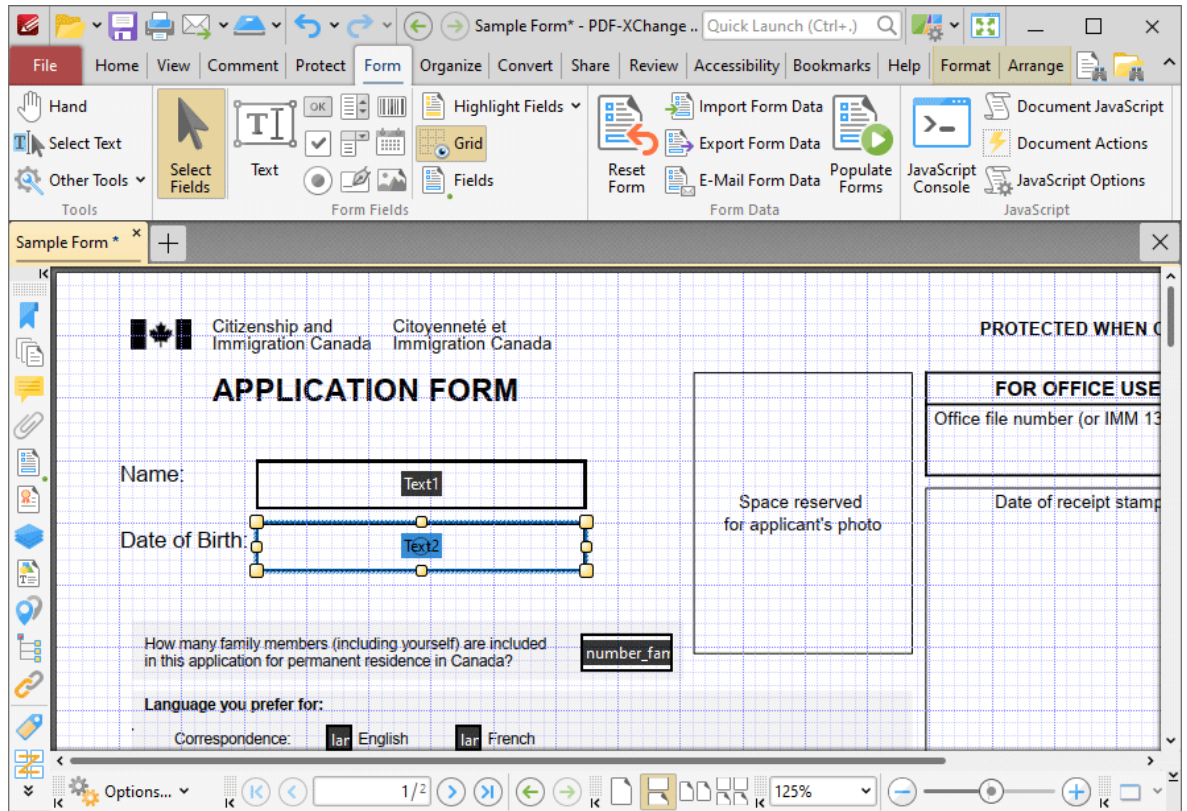 Sample Form* - PDF-XChange ..
Quick Launch (Ctrl+.)
File Home View Comment Protect Form Organize Convert Share Review Accessibility Bookmarks Help Format Arrange
Hand
Select Text
Other Tools
Tools
Select Fields
Text
OK
Highlight Fields
Grid
Fields
Form Fields
Reset Form
Import Form Data
Export Form Data
E-Mail Form Data
Populate Forms
Form Data
JavaScript Console
Document JavaScript
Document Actions
JavaScript Options
JavaScript
Sample Form *
Citizenship and Immigration Canada
Citoyenneté et Immigration Canada
PROTECTED WHEN
APPLICATION FORM
FOR OFFICE USE
Office file number (or IMM 13
Name:
Text1
Space reserved
for applicant's photo
Date of receipt stamp
Date of Birth:
Text2
How many family members (including yourself) are included
in this application for permanent residence in Canada?
number_fam
Language you prefer for:
Correspondence: lar English lar French
Options...
1/2
125%